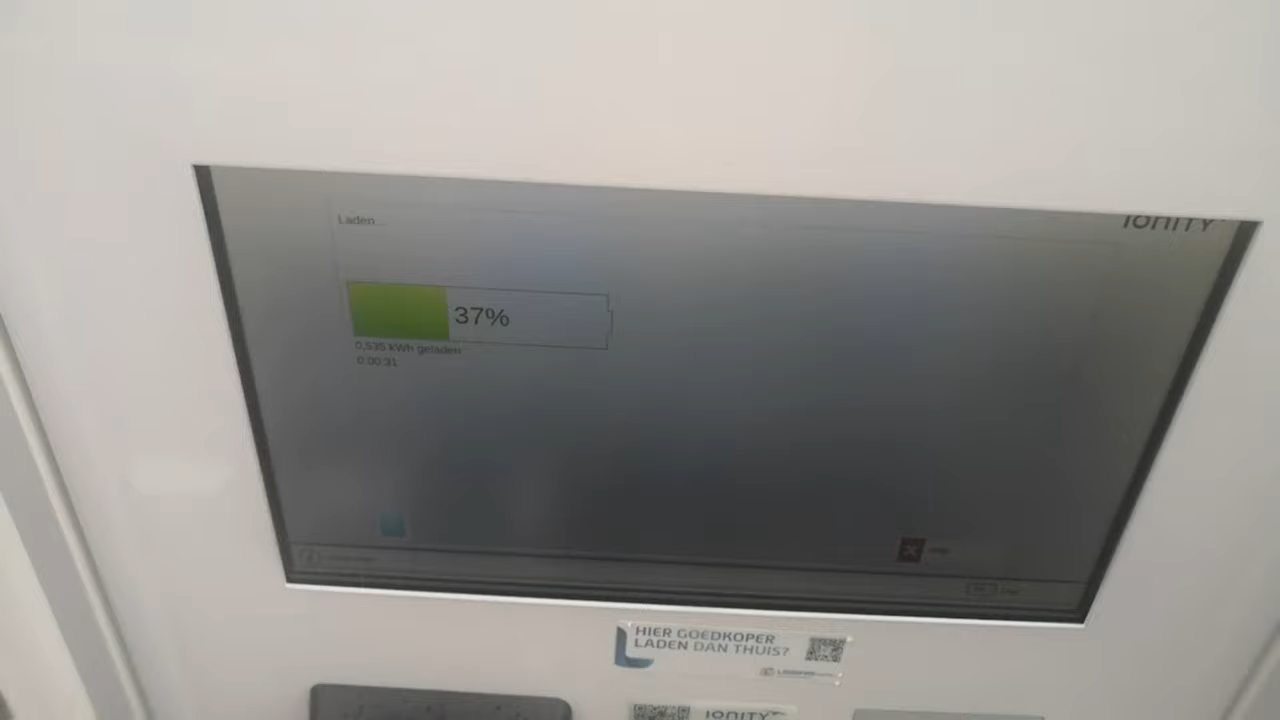 Laden
IONITY
37%
0,535 kWh geladen
0:00:31
HIER GOEDKOPER
LADEN DAN THUIS?
IONITY